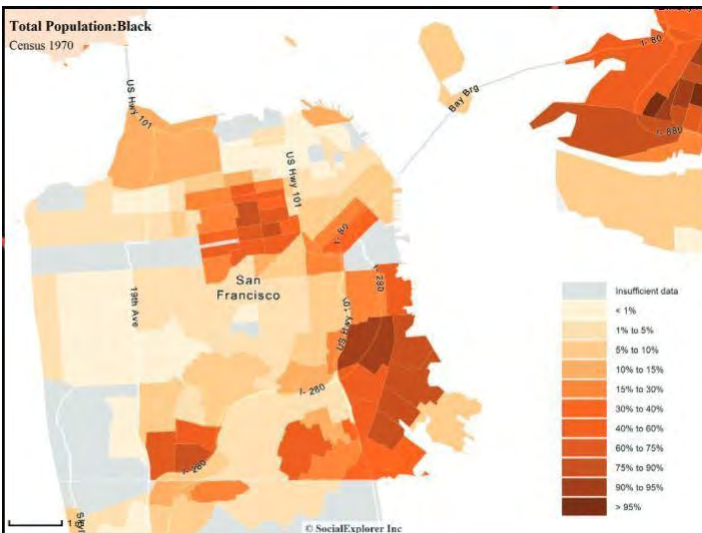 Total Population:Black
Census 1970
I- 80
US Hwy 101
Bay Brg
I- 880
US Hwy 101
I- 80
San
Francisco
I- 280
19th Ave
US Hwy 101
I- 280
I- 280
Insufficient data
< 1%
1% to 5%
5% to 10%
10% to 15%
15% to 30%
30% to 40%
40% to 60%
60% to 75%
75% to 90%
90% to 95%
> 95%
© SocialExplorer Inc